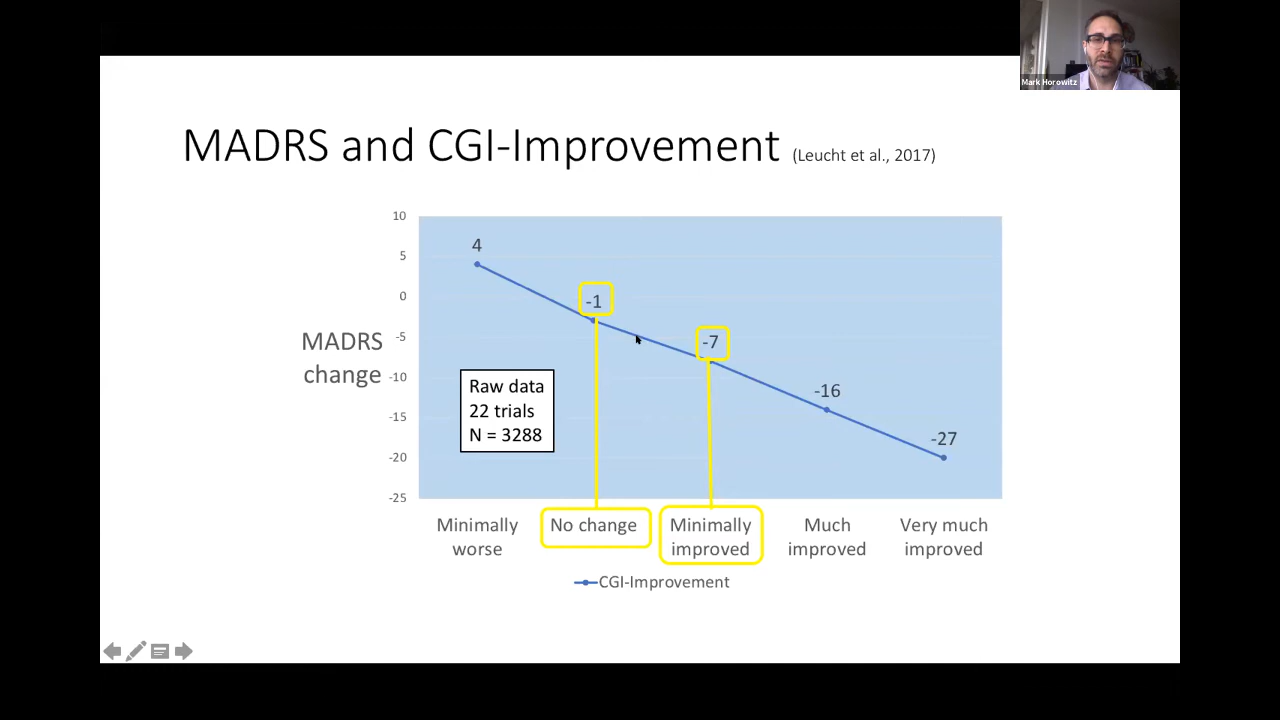 Mark Horowitz
MADRS and CGI-Improvement (Leucht et al., 2017)
10
5
0
-5
-10
-15
-20
-25
MADRS
change
4
-1
-7
-16
-27
Raw data
22 trials
N = 3288
Minimally
worse
No change
Minimally
improved
Much
improved
Very much
improved
CGI-Improvement